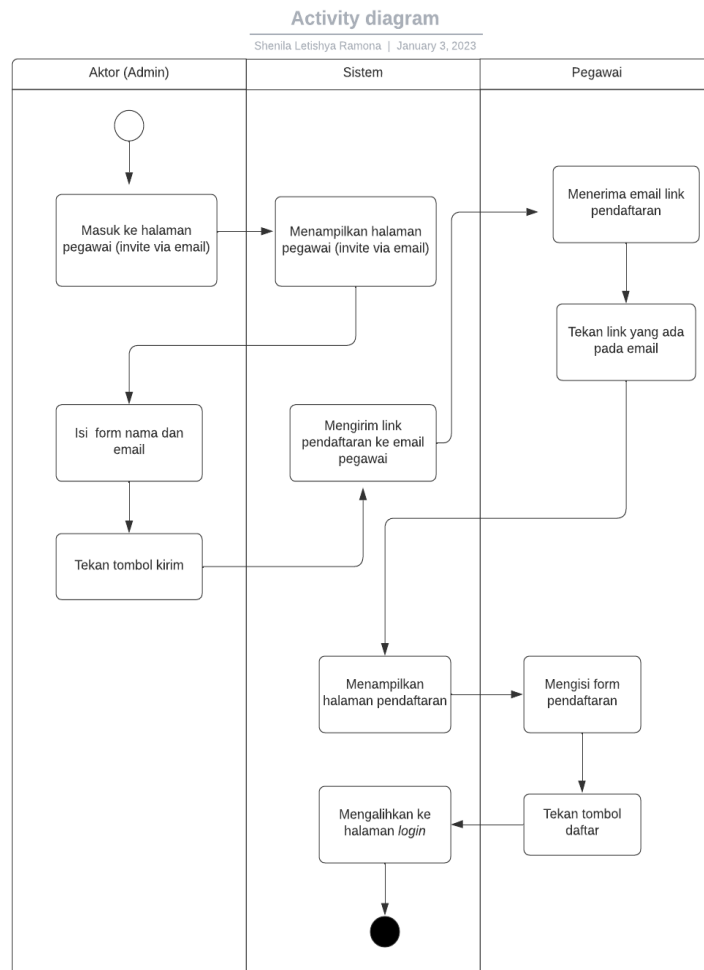 Activity diagram
Shenila Letishya Ramona | January 3, 2023
Aktor (Admin)
Sistem
Pegawai
Masuk ke halaman
pegawai (invite via email)
Menampilkan halaman
pegawai (invite via email)
Menerima email link
pendaftaran
Tekan link yang ada
pada email
Isi form nama dan
email
Mengirim link
pendaftaran ke email
pegawai
Tekan tombol kirim
Menampilkan
halaman pendaftaran
Mengisi form
pendaftaran
Mengalihkan ke
halaman login
Tekan tombol
daftar